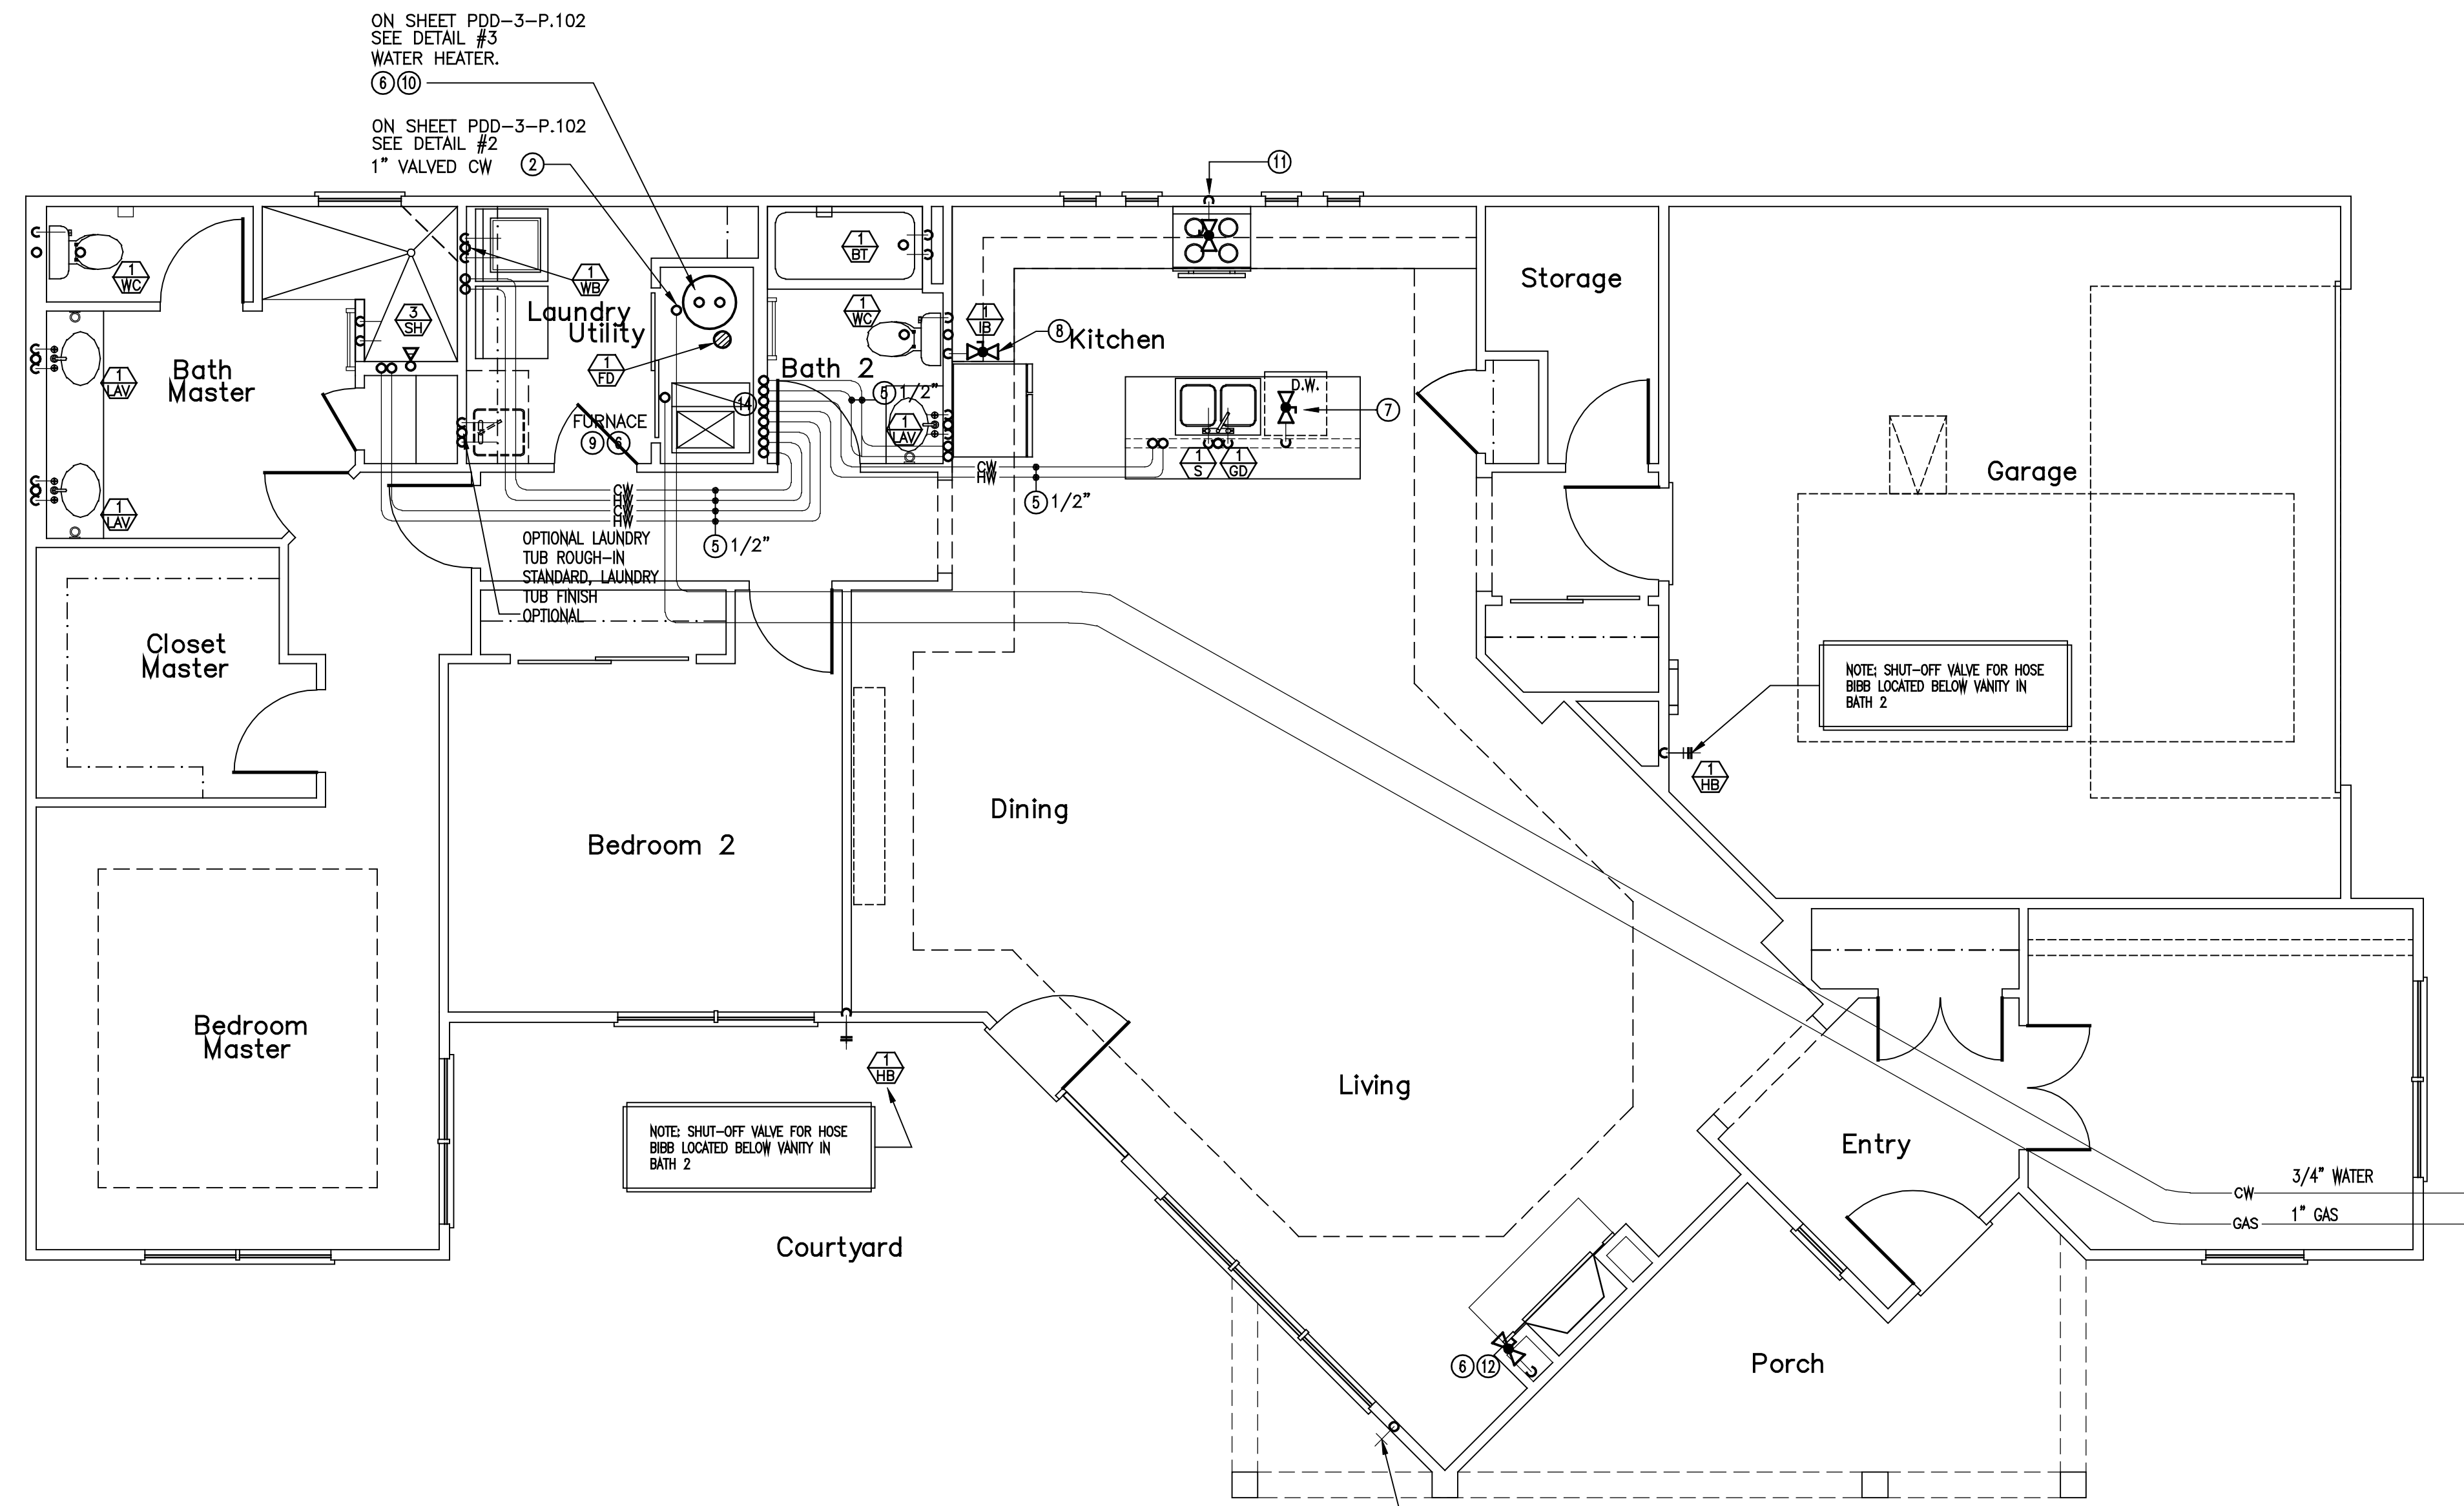 ON SHEET PDD-3-P.102
SEE DETAIL #3
WATER HEATER.
6 10
ON SHEET PDD-3-P.102
SEE DETAIL #2
1" VALVED CW 2
11
1
WC
1
WB
3
SH
Laundry
Utility
1
FD
1
BT
1
WC
1
IB
8
Kitchen
Storage
Bath
Master
1
LAV
1
LAV
Bath 2
5 1/2"
1
LAV
14
FURNACE
9 6
D.W.
7
1
S
1
GD
CW
HW
5 1/2"
CW
HW
CW
HW
5 1/2"
Garage
OPTIONAL LAUNDRY
TUB ROUGH-IN
STANDARD, LAUNDRY
TUB FINISH
OPTIONAL
Closet
Master
NOTE; SHUT-OFF VALVE FOR HOSE
BIBB LOCATED BELOW VANITY IN
BATH 2
1
HB
Dining
Bedroom 2
Bedroom
Master
1
HB
NOTE; SHUT-OFF VALVE FOR HOSE
BIBB LOCATED BELOW VANITY IN
BATH 2
Living
Entry
3/4" WATER
CW
1" GAS
GAS
Courtyard
6 12
Porch